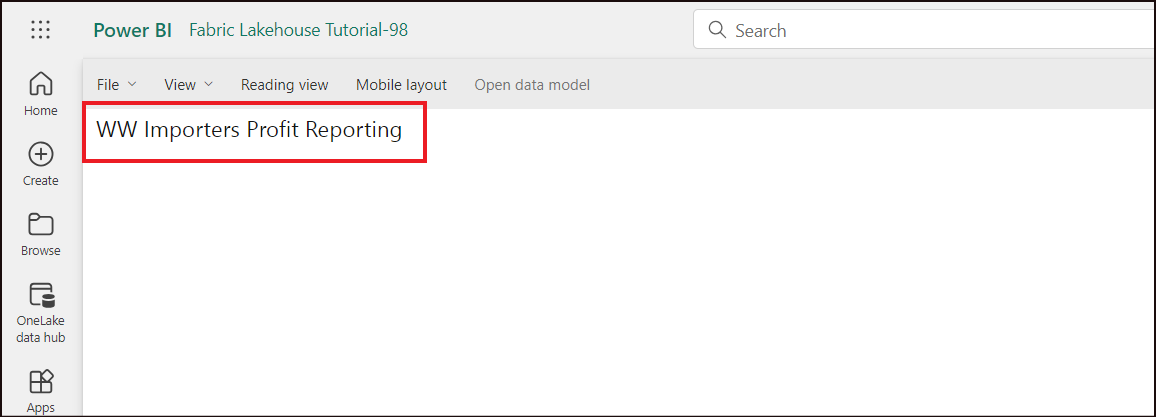 Power BI Fabric Lakehouse Tutorial-98 Search
File View Reading view Mobile layout Open data model
WW Importers Profit Reporting
Home
Create
Browse
OneLake
data hub
Apps